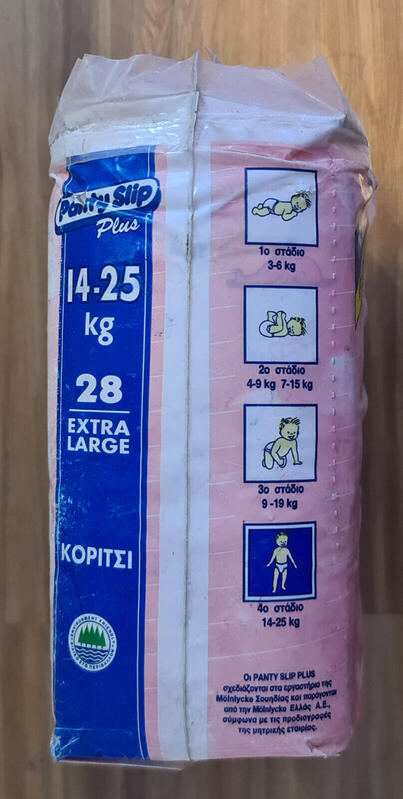 Panty Slip
Plus
14-25
kg
28
EXTRA
LARGE
ΚΟΡΙΤΣΙ
1ο στάδιο
3-6 kg
2ο στάδιο
4-9 kg 7-15 kg
3ο στάδιο
9-19 kg
4ο στάδιο
14-25 kg
Οι PANTY SLIP PLUS
σχεδιάζονται στα εργαστήρια της
Mölnlycke Σουηδίας και παράγονται
από την Mölnlycke Ελλάς Α.Ε.,
σύμφωνα με τις προδιαγραφές
της μητρικής εταιρίας.